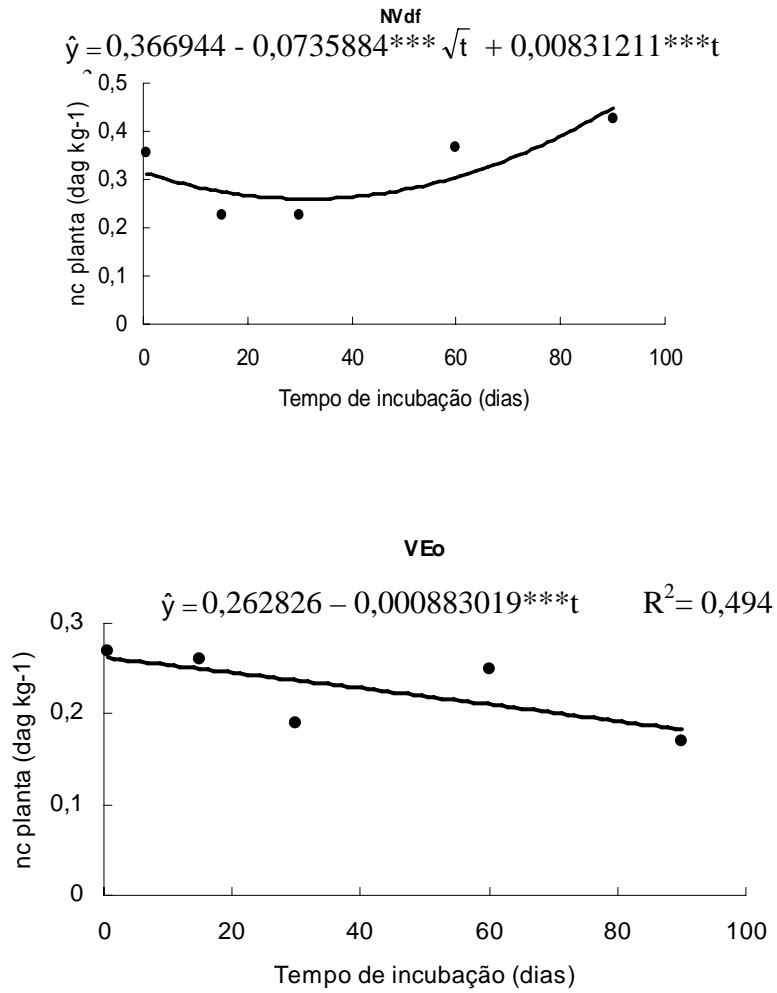 NVdf
ŷ = 0,366944 - 0,0735884*** √t + 0,00831211***t
nc planta (dag kg-1)
0,5
0,4
0,3
0,2
0,1
0
0 20 40 60 80 100
Tempo de incubação (dias)
VEo
ŷ = 0,262826 – 0,000883019***t R²= 0,494
nc planta (dag kg-1)
0,3
0,2
0,1
0
0 20 40 60 80 100
Tempo de incubação (dias)